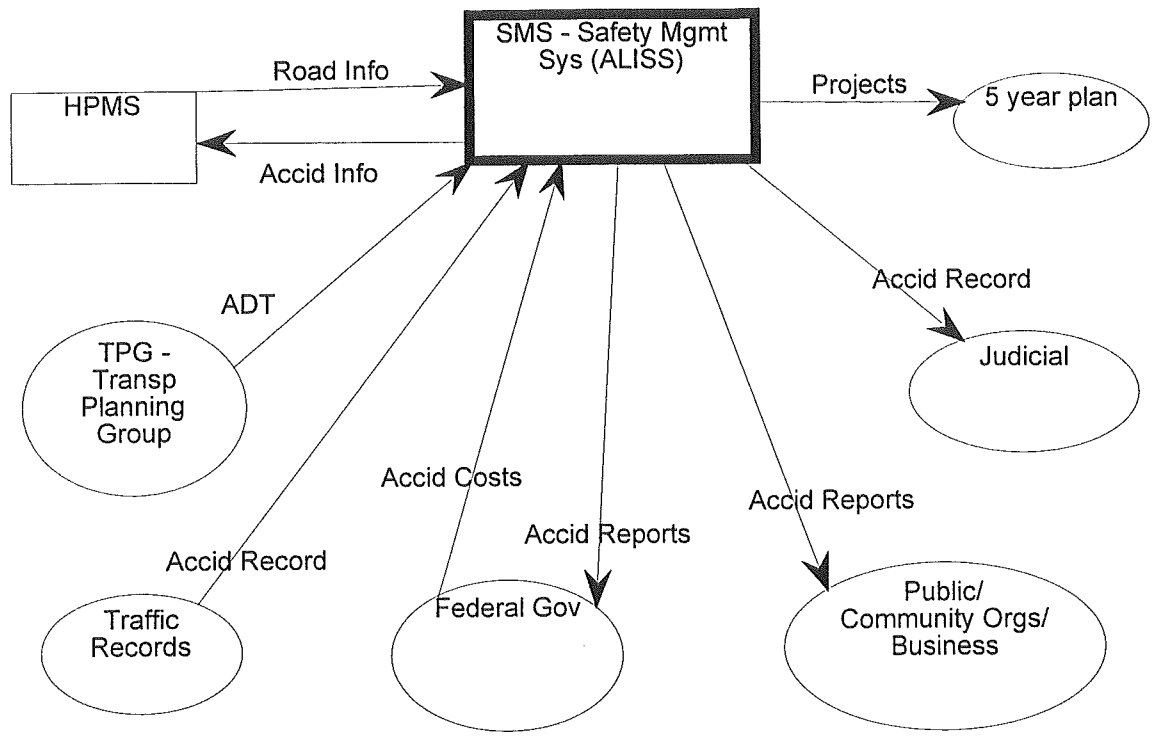 SMS - Safety Mgmt
Sys (ALISS)
Road Info
HPMS
Accid Info
Projects
5 year plan
ADT
TPG -
Transp
Planning
Group
Accid Record
Judicial
Accid Costs
Accid Reports
Accid Reports
Accid Record
Traffic
Records
Federal Gov
Public/
Community Orgs/
Business